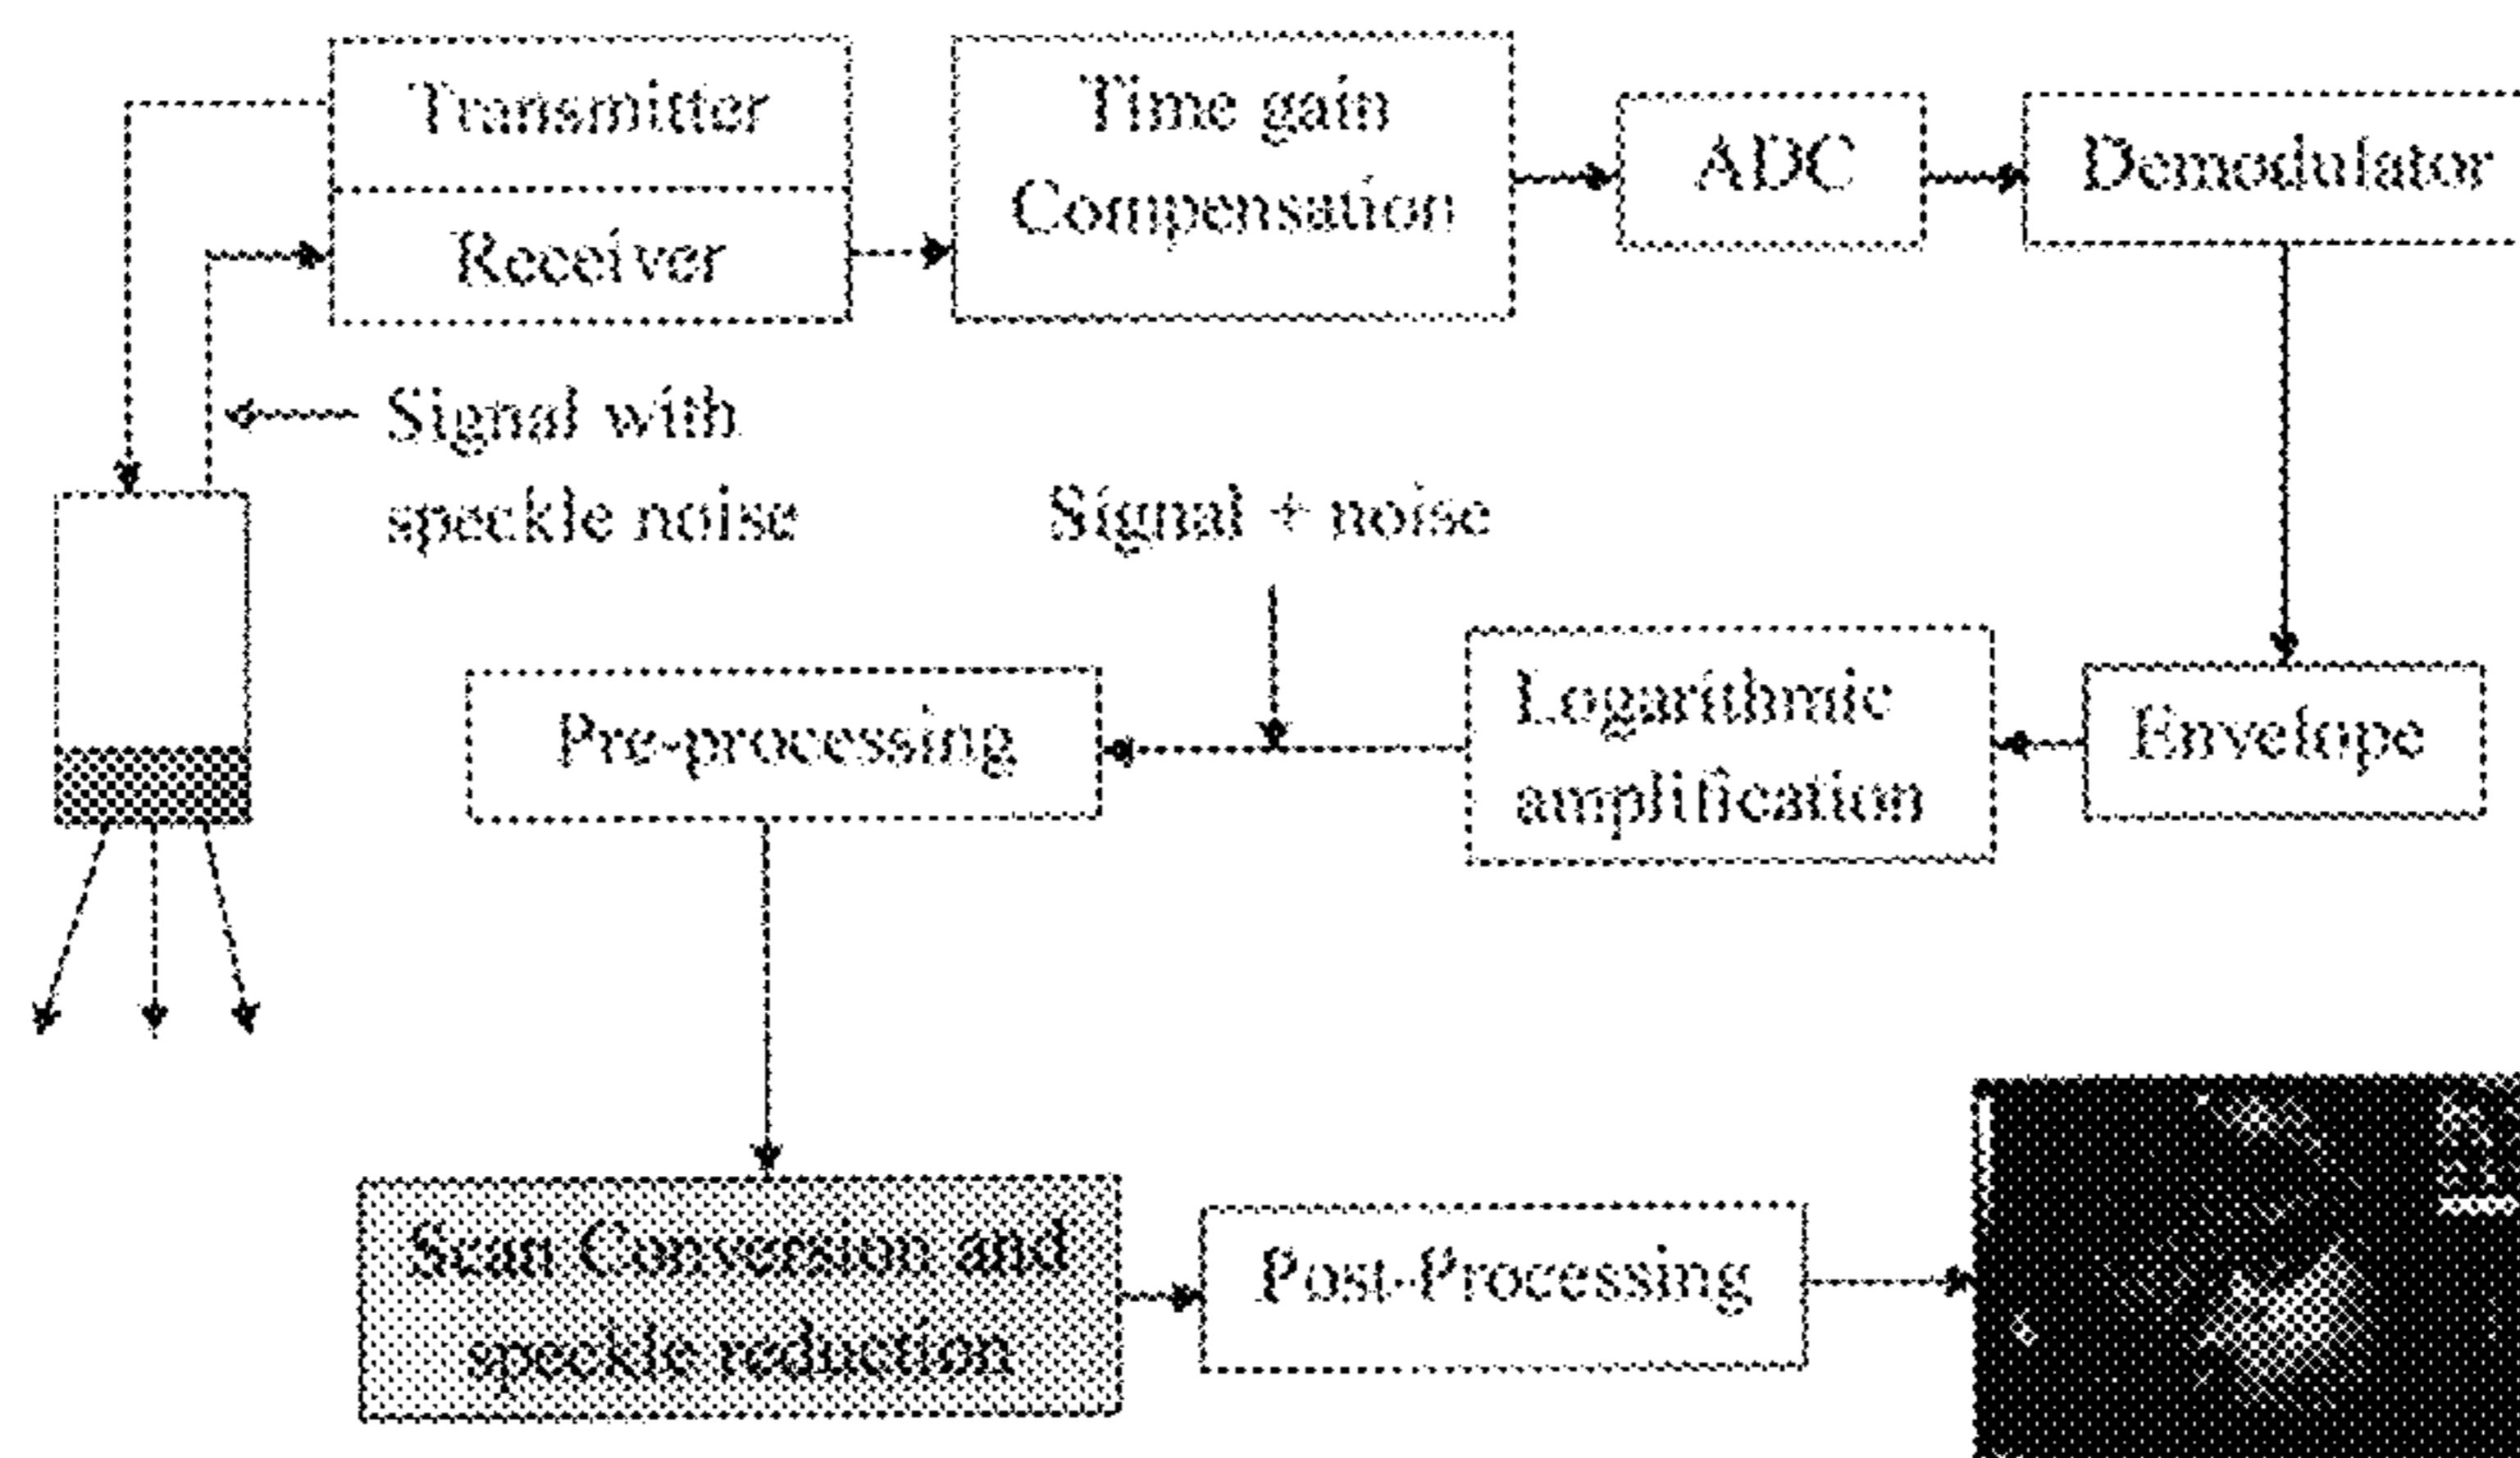 Transmitter
Receiver
Time gain
Compensation
ADC
Demodulator
Signal with
speckle noise
Signal + noise
Pre-processing
Logarithmic
amplification
Envelope
Scan Conversion and
speckle reduction
Post-Processing